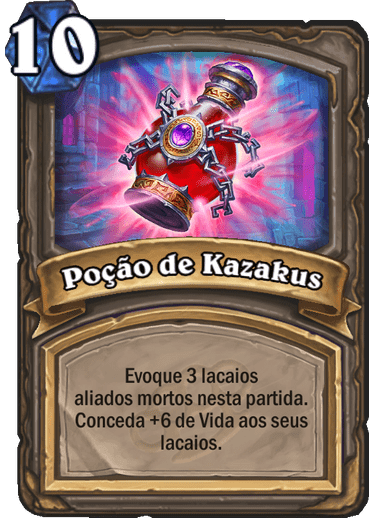 10
Poção de Kazakus
Evoque 3 lacaios
aliados mortos nesta partida.
Conceda +6 de Vida aos seus
lacaios.